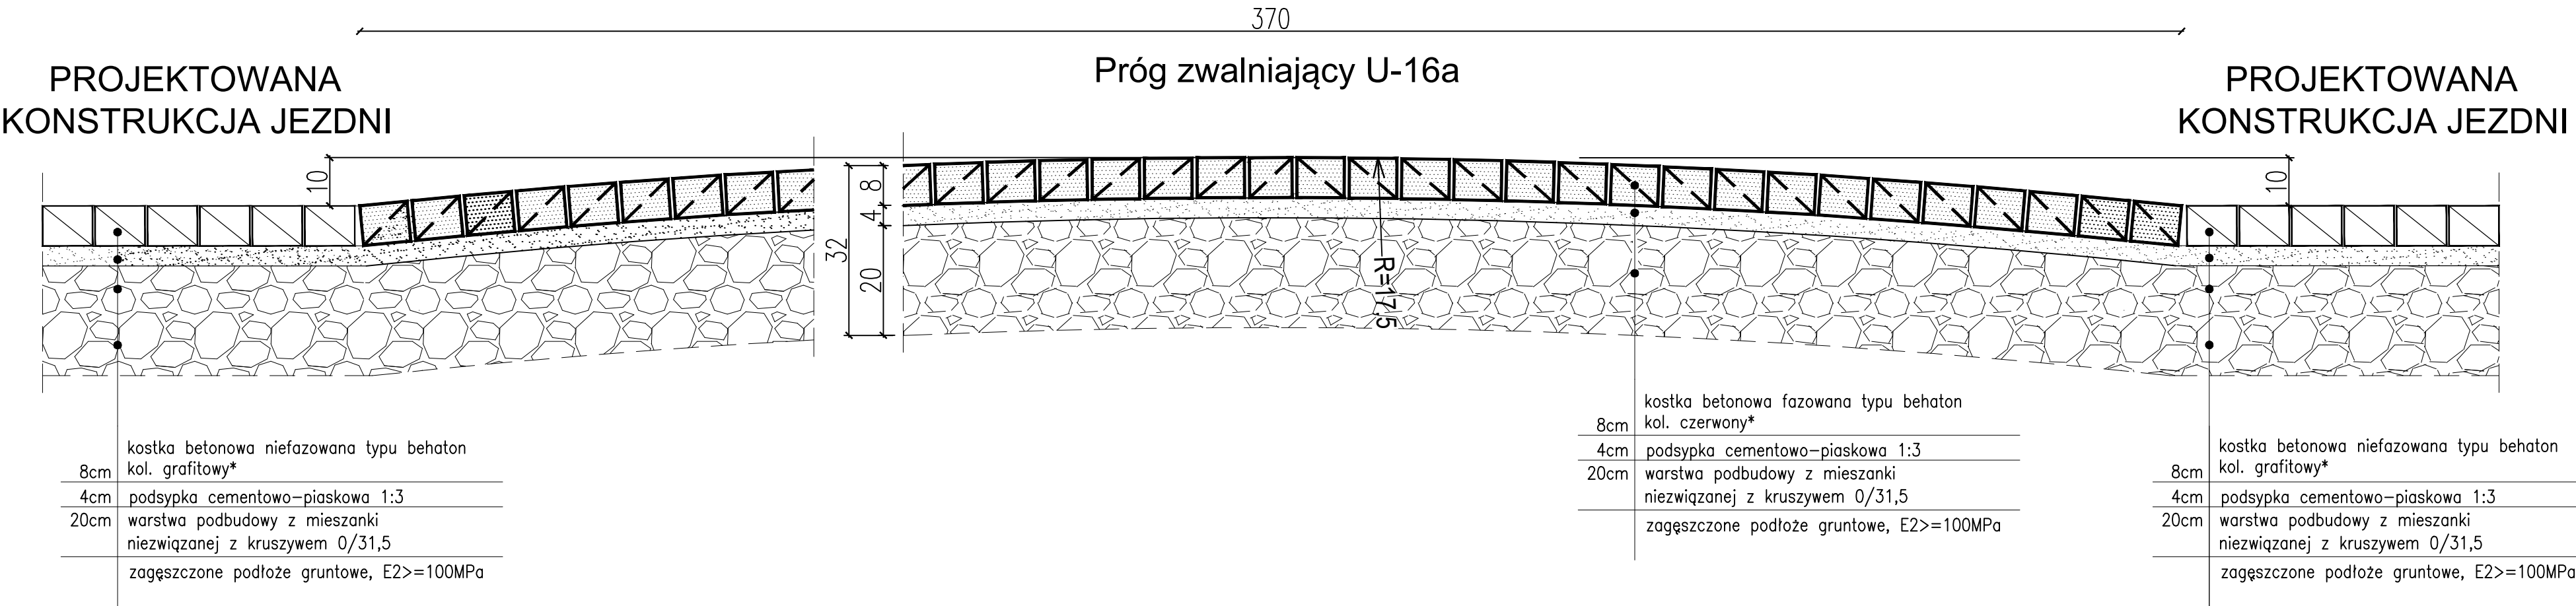 370
PROJEKTOWANA
KONSTRUKCJA JEZDNI
Próg zwalniający U-16a
PROJEKTOWANA
KONSTRUKCJA JEZDNI
10
8
4
32
20
R=17,5
10
kostka betonowa niefazowana typu behaton
8cm kol. grafitowy*
4cm podsypka cementowo-piaskowa 1:3
20cm warstwa podbudowy z mieszanki
niezwiązanej z kruszywem 0/31,5
zagęszczone podłoże gruntowe, E2>=100MPa
kostka betonowa fazowana typu behaton
8cm kol. czerwony*
4cm podsypka cementowo-piaskowa 1:3
20cm warstwa podbudowy z mieszanki
niezwiązanej z kruszywem 0/31,5
zagęszczone podłoże gruntowe, E2>=100MPa
kostka betonowa niefazowana typu behaton
8cm kol. grafitowy*
4cm podsypka cementowo-piaskowa 1:3
20cm warstwa podbudowy z mieszanki
niezwiązanej z kruszywem 0/31,5
zagęszczone podłoże gruntowe, E2>=100MPa